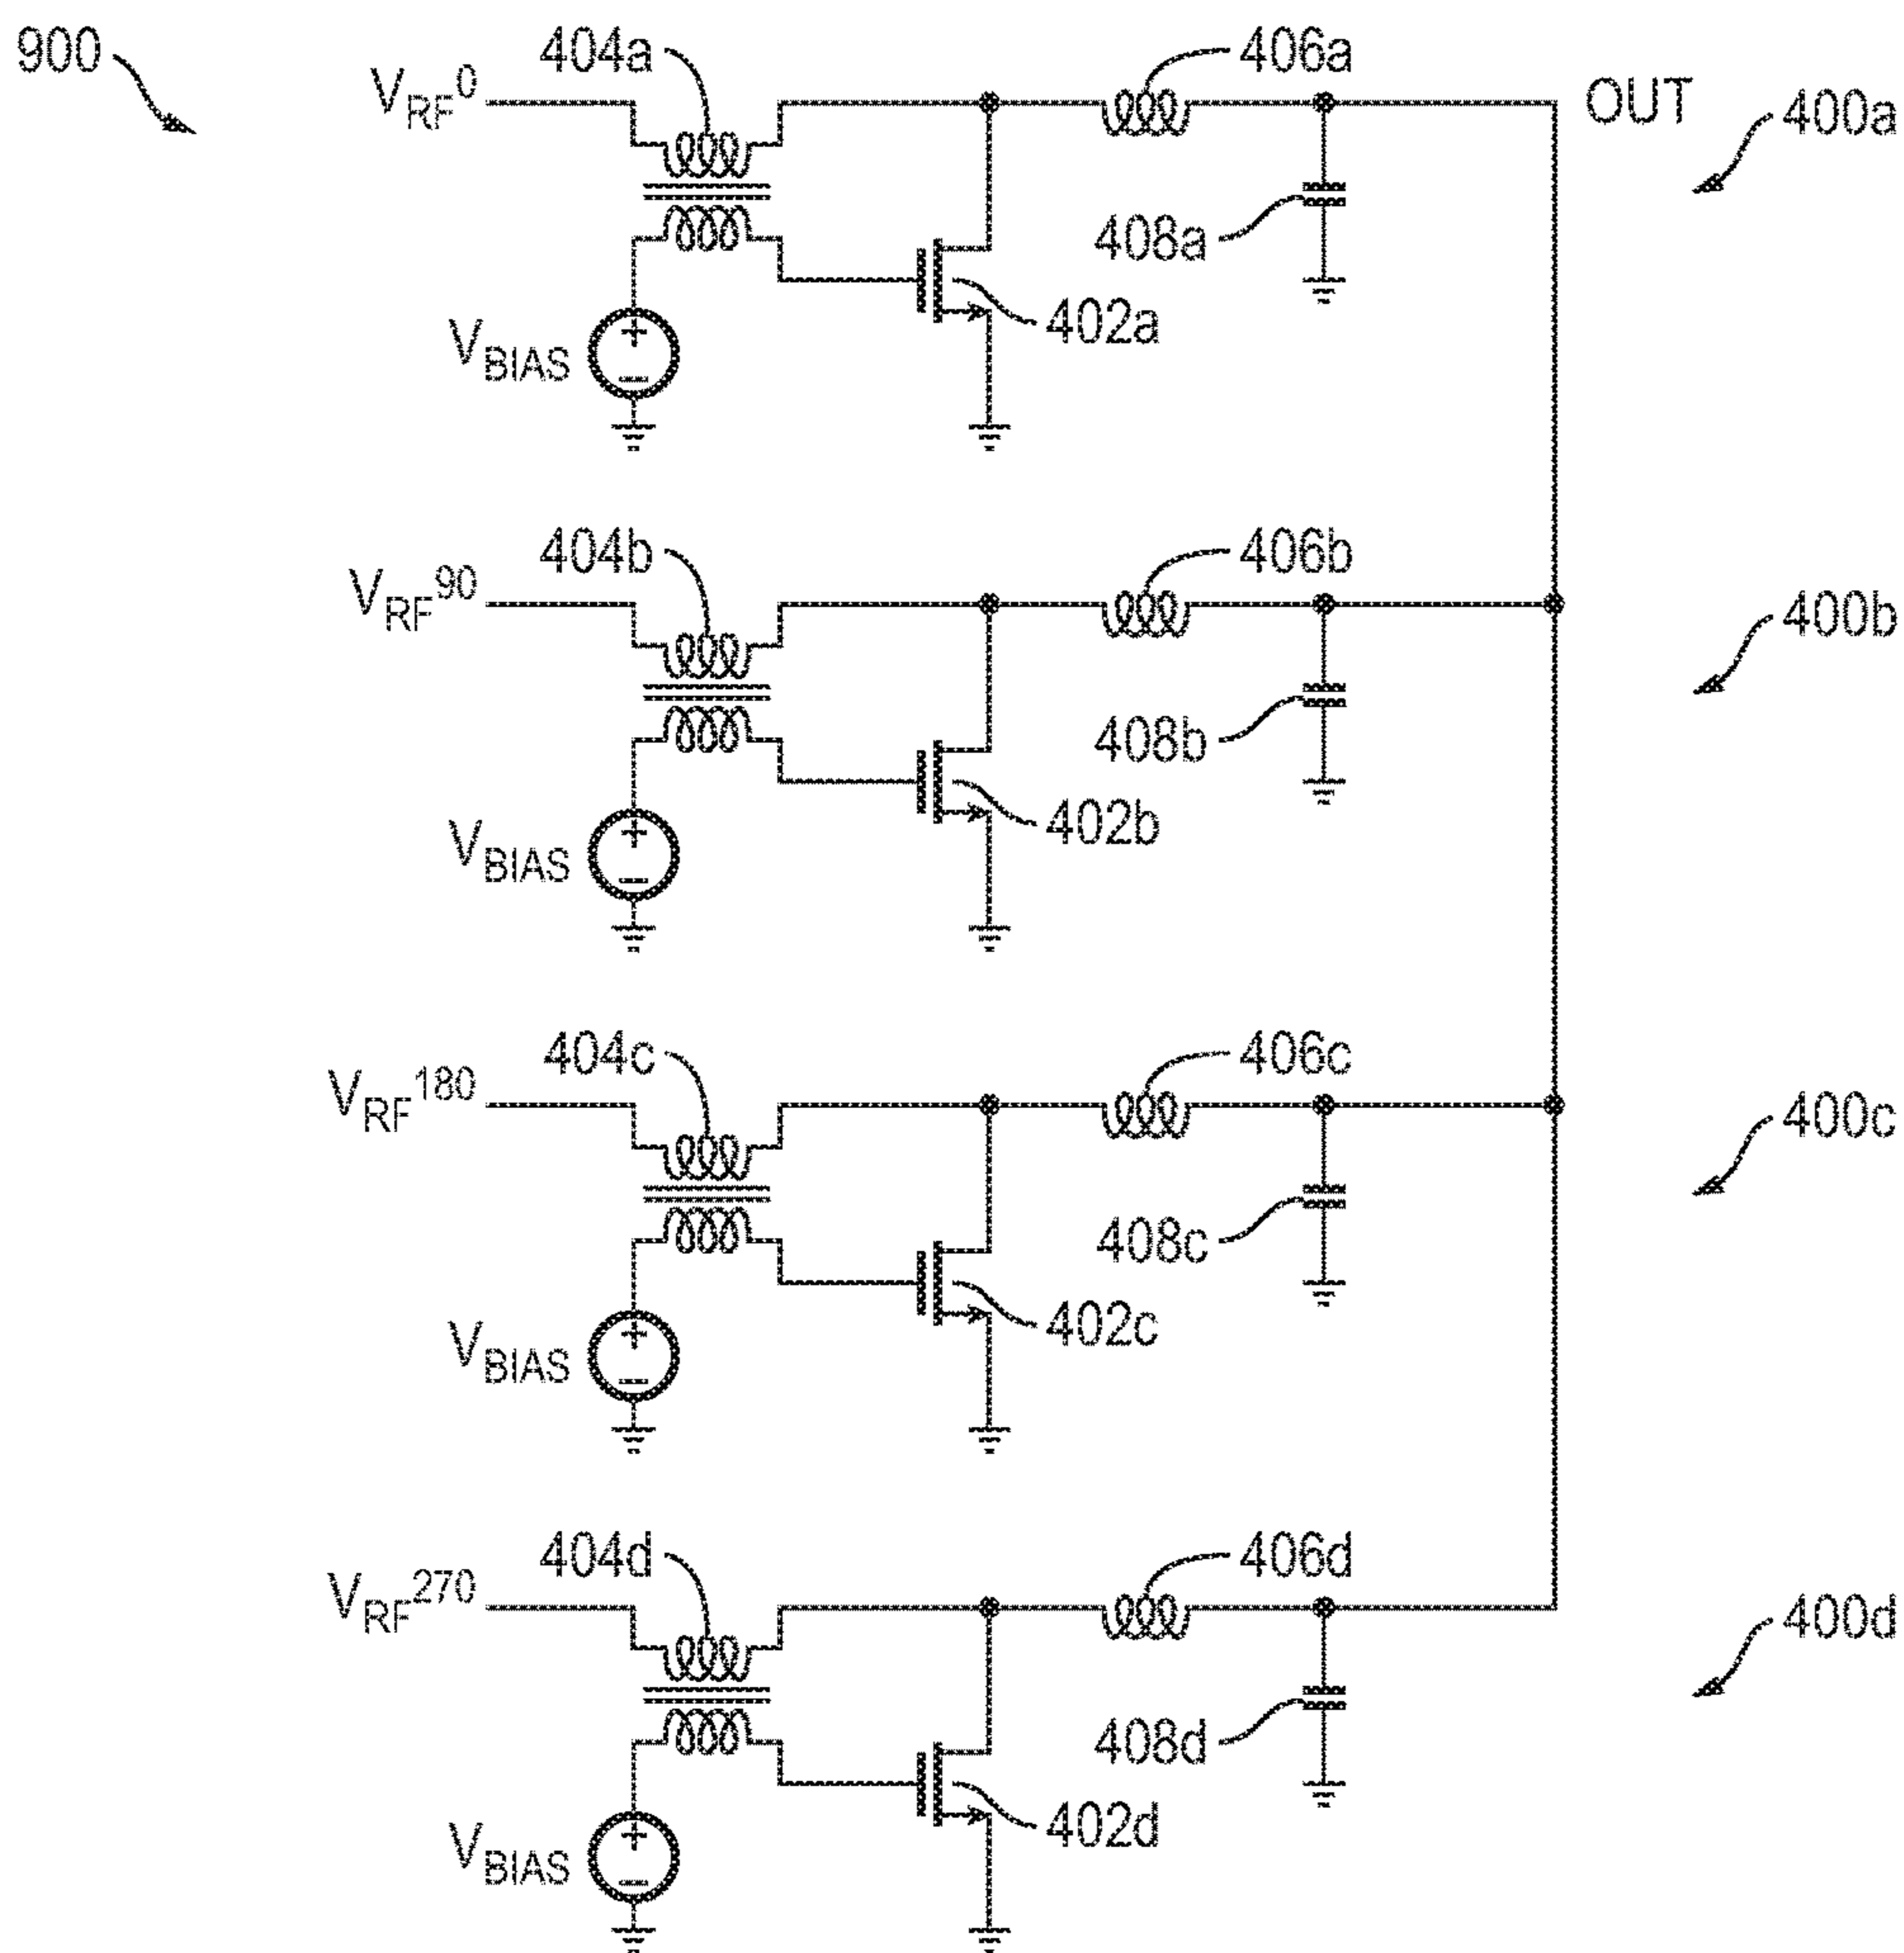 900
404a
406a
V_RF^0
OUT
400a
408a
402a
V_BIAS
+
−
404b
406b
V_RF^90
400b
408b
402b
V_BIAS
+
−
404c
406c
V_RF^180
400c
408c
402c
V_BIAS
+
−
404d
406d
V_RF^270
400d
408d
402d
V_BIAS
+
−